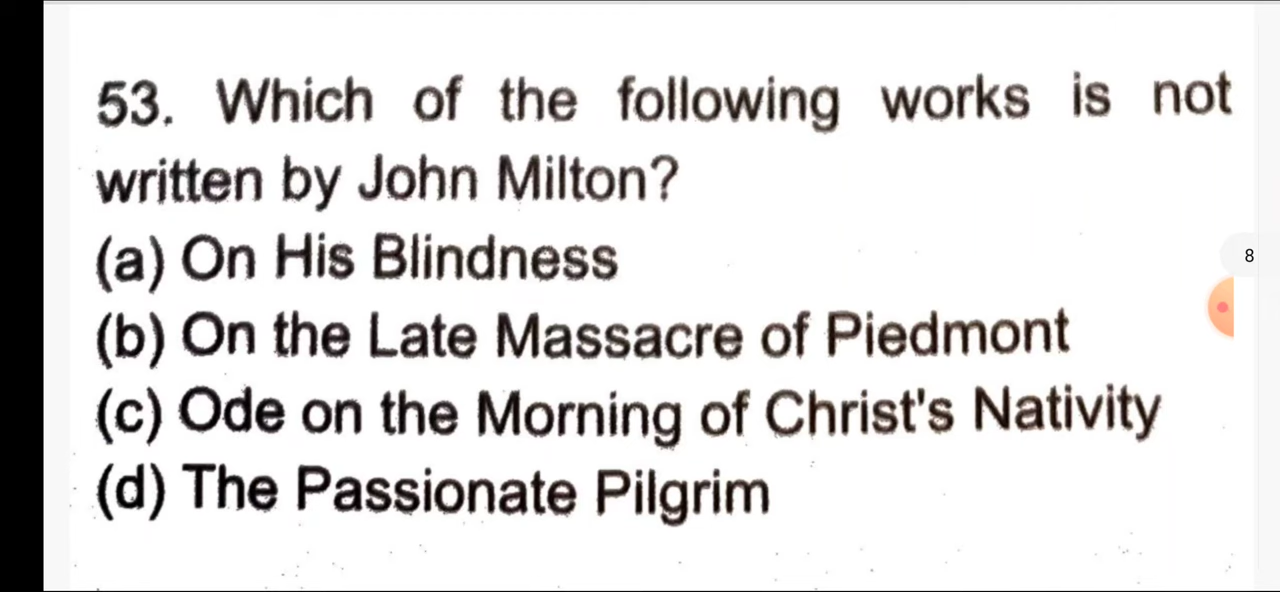 53. Which of the following works is not
written by John Milton?
(a) On His Blindness
(b) On the Late Massacre of Piedmont
(c) Ode on the Morning of Christ's Nativity
(d) The Passionate Pilgrim
8